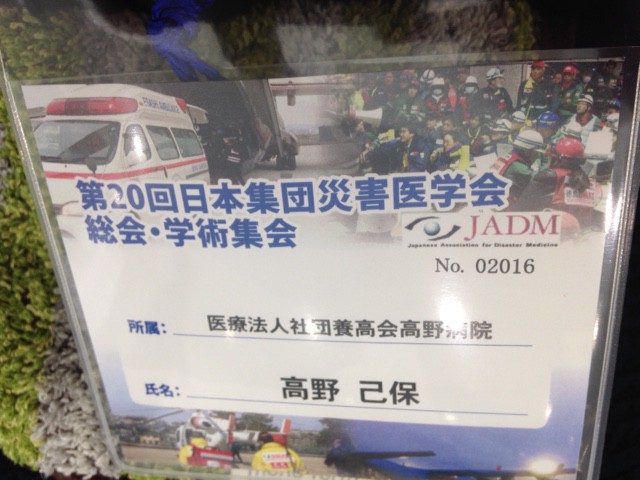 第20回日本集団災害医学会
総会・学術集会
JADM
Japanese Association for Disaster Medicine
No. 02016
所属: 医療法人社団養高会高野病院
氏名: 高野 己保